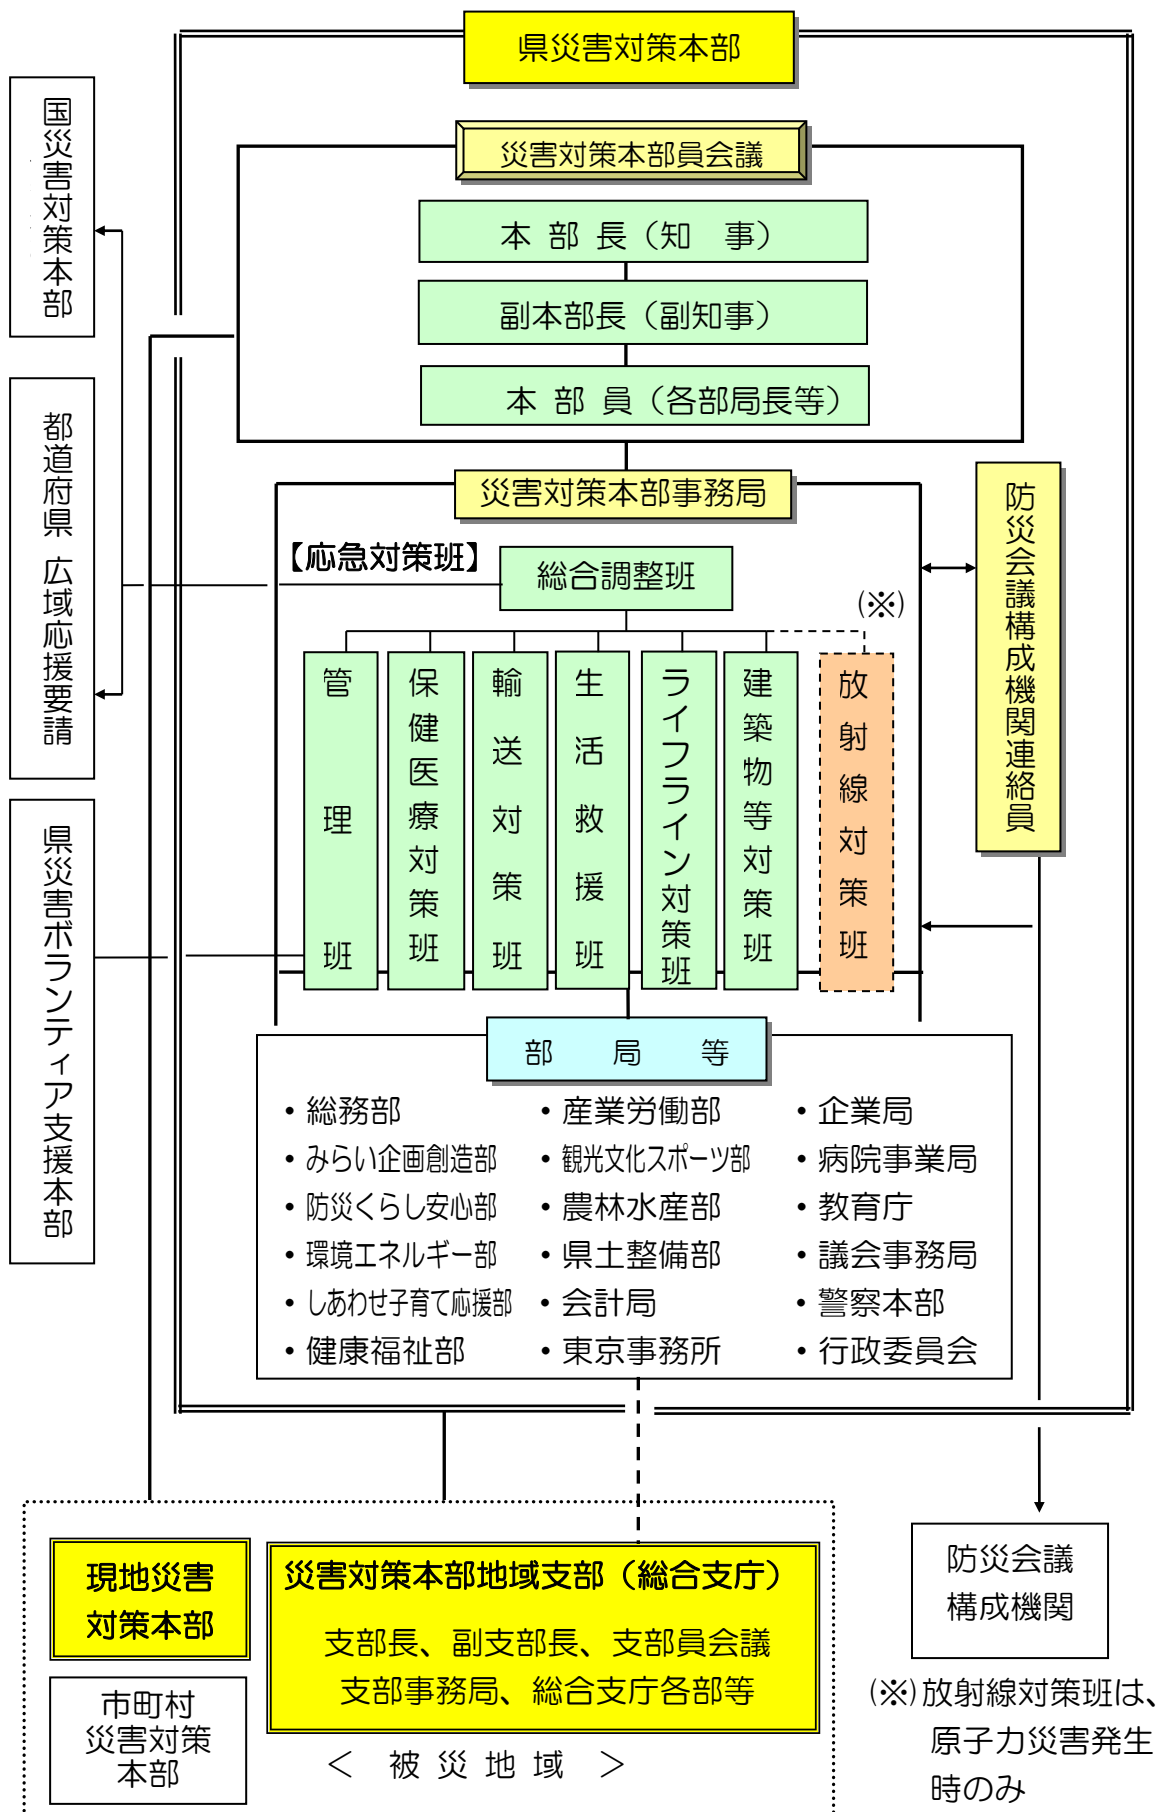 県災害対策本部
国災害対策本部
災害対策本部員会議
本 部 長（知　事）
副本部長（副知事）
本 部 員（各部局長等）
都道府県 広域応援要請
災害対策本部事務局
防災会議構成機関連絡員
【応急対策班】
総合調整班
(※)
管理班
保健医療対策班
輸送対策班
生活救援班
ライフライン対策班
建築物等対策班
放射線対策班
県災害ボランティア支援本部
部　局　等
・総務部
・みらい企画創造部
・防災くらし安心部
・環境エネルギー部
・しあわせ子育て応援部
・健康福祉部
・産業労働部
・観光文化スポーツ部
・農林水産部
・県土整備部
・会計局
・東京事務所
・企業局
・病院事業局
・教育庁
・議会事務局
・警察本部
・行政委員会
現地災害
対策本部
市町村
災害対策
本部
災害対策本部地域支部（総合支庁）
支部長、副支部長、支部員会議
支部事務局、総合支庁各部等
＜ 被 災 地 域 ＞
防災会議
構成機関
(※)放射線対策班は、
原子力災害発生
時のみ